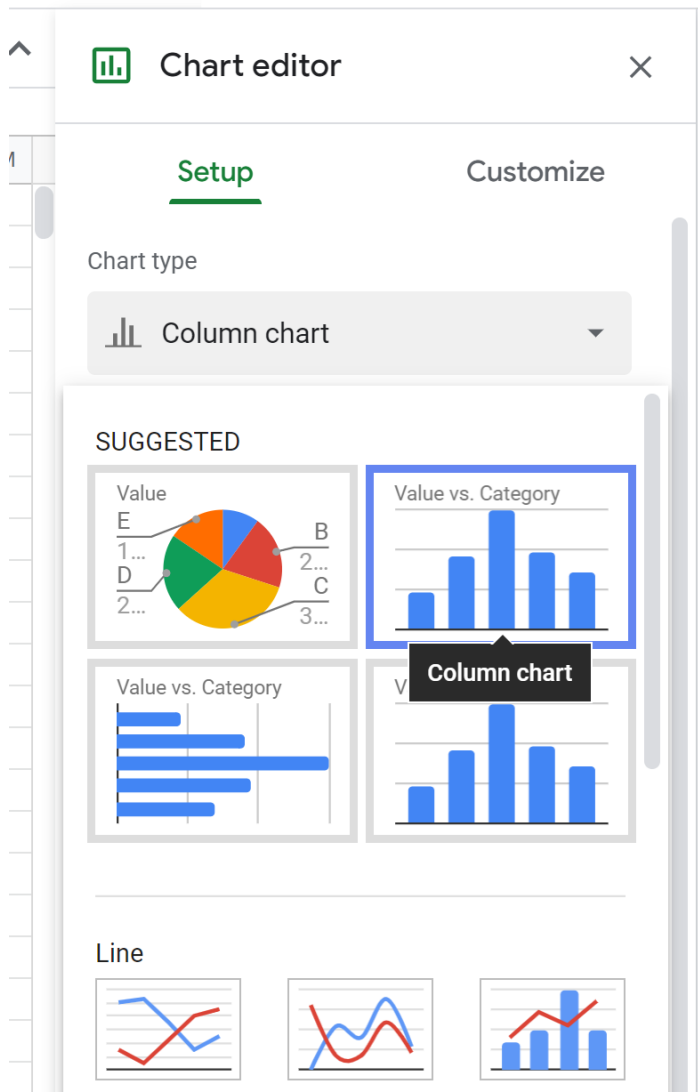 Chart editor
Setup
Customize
Chart type
Column chart
SUGGESTED
Value
E
1...
D
2...
B
2...
C
3...
Value vs. Category
Column chart
Value vs. Category
V
Line